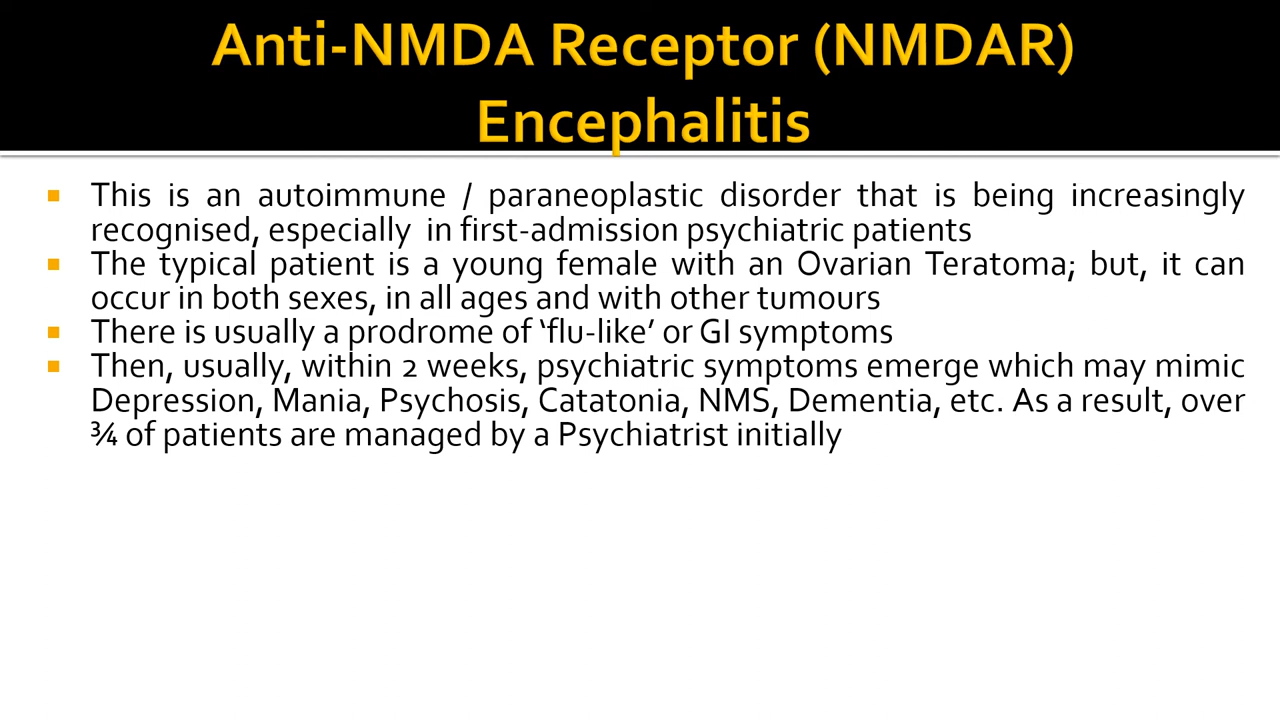 Anti-NMDA Receptor (NMDAR)
Encephalitis
This is an autoimmune / paraneoplastic disorder that is being increasingly
recognised, especially in first-admission psychiatric patients
The typical patient is a young female with an Ovarian Teratoma; but, it can
occur in both sexes, in all ages and with other tumours
There is usually a prodrome of ‘flu-like’ or GI symptoms
Then, usually, within 2 weeks, psychiatric symptoms emerge which may mimic
Depression, Mania, Psychosis, Catatonia, NMS, Dementia, etc. As a result, over
¾ of patients are managed by a Psychiatrist initially